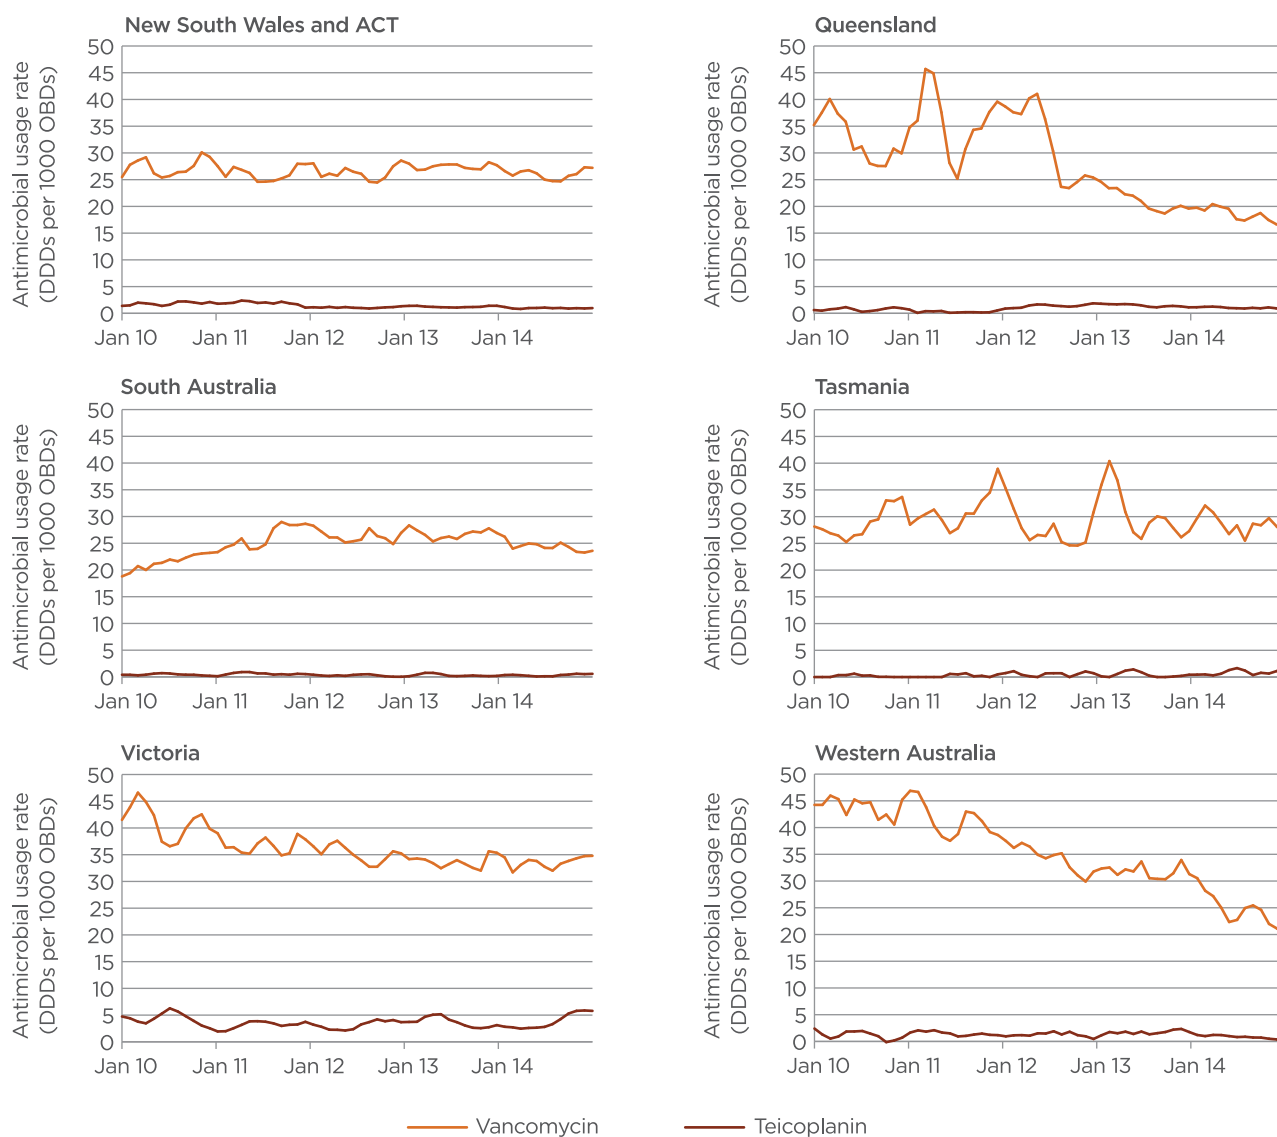 New South Wales and ACT
Antimicrobial usage rate
(DDDs per 1000 OBDs)
50
45
40
35
30
25
20
15
10
5
0
Jan 10 Jan 11 Jan 12 Jan 13 Jan 14
Queensland
Antimicrobial usage rate
(DDDs per 1000 OBDs)
50
45
40
35
30
25
20
15
10
5
0
Jan 10 Jan 11 Jan 12 Jan 13 Jan 14
South Australia
Antimicrobial usage rate
(DDDs per 1000 OBDs)
50
45
40
35
30
25
20
15
10
5
0
Jan 10 Jan 11 Jan 12 Jan 13 Jan 14
Tasmania
Antimicrobial usage rate
(DDDs per 1000 OBDs)
50
45
40
35
30
25
20
15
10
5
0
Jan 10 Jan 11 Jan 12 Jan 13 Jan 14
Victoria
Antimicrobial usage rate
(DDDs per 1000 OBDs)
50
45
40
35
30
25
20
15
10
5
0
Jan 10 Jan 11 Jan 12 Jan 13 Jan 14
Western Australia
Antimicrobial usage rate
(DDDs per 1000 OBDs)
50
45
40
35
30
25
20
15
10
5
0
Jan 10 Jan 11 Jan 12 Jan 13 Jan 14
Vancomycin Teicoplanin